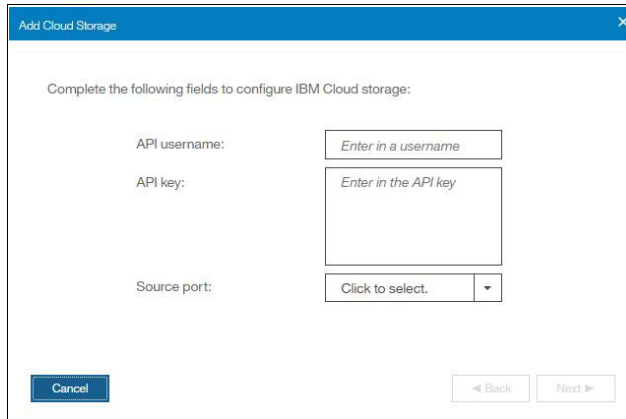 Add Cloud Storage
Complete the following fields to configure IBM Cloud storage:
API username:
Enter in a username
API key:
Enter in the API key
Source port:
Click to select.
Cancel
◄ Back
Next ►